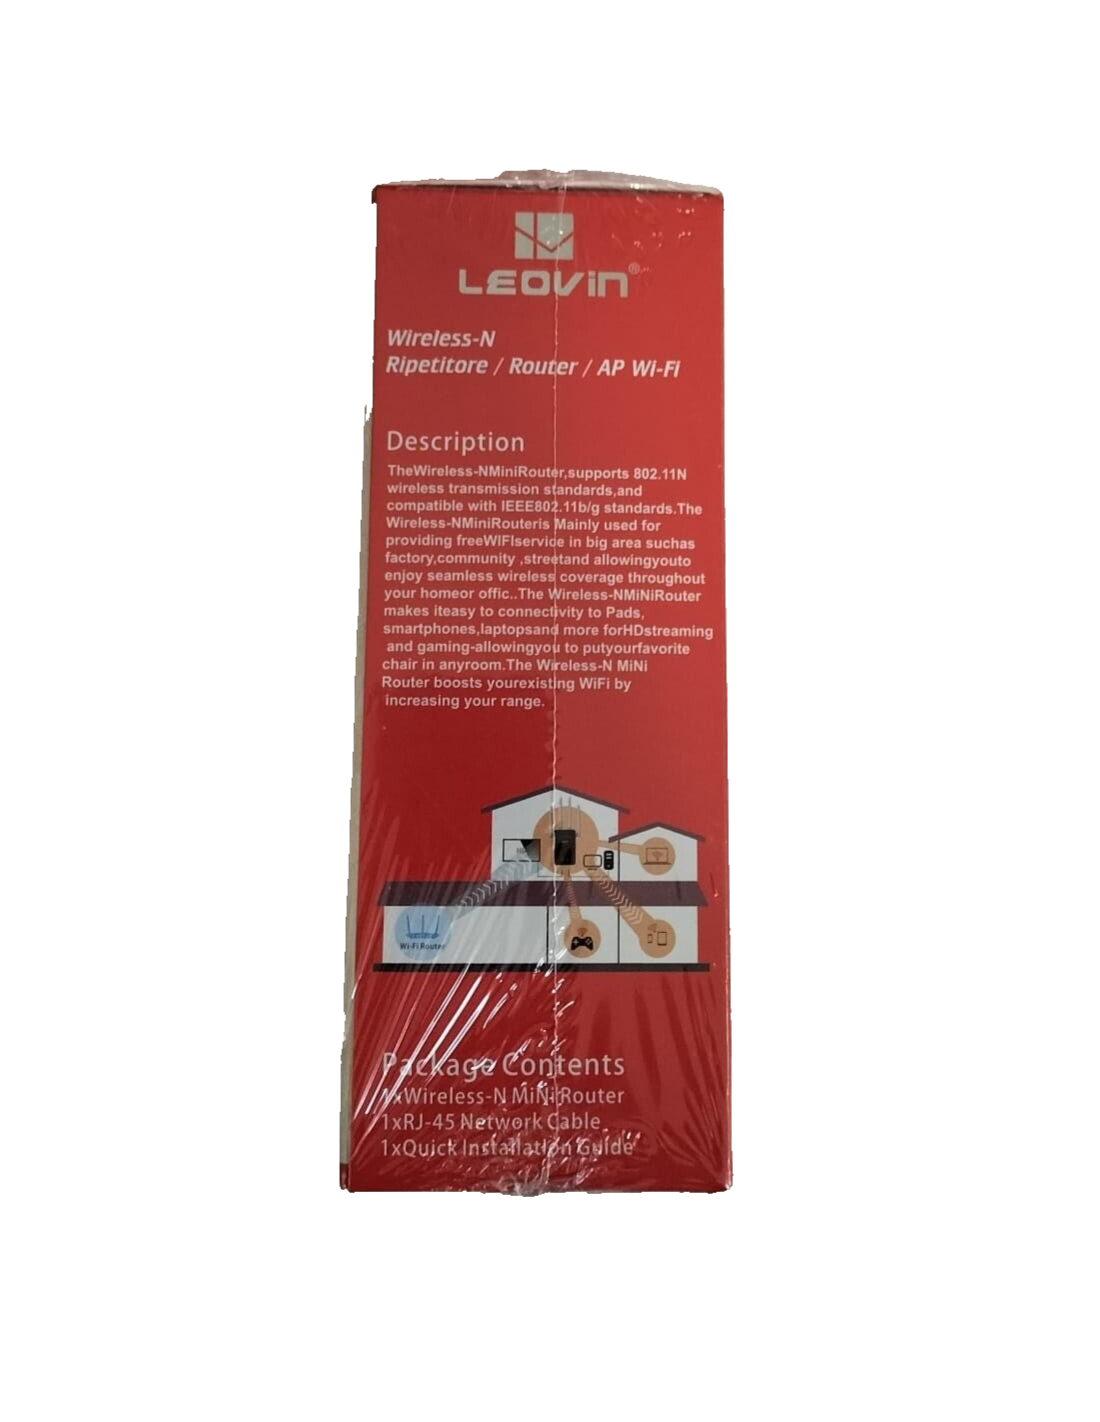 LEOVIN®
Wireless-N
Ripetitore / Router / AP Wi-Fi
Description
TheWireless-NMiniRouter,supports 802.11N
wireless transmission standards,and
compatible with IEEE802.11b/g standards.The
Wireless-NMiniRouteris Mainly used for
providing freeWIFIservice in big area suchas
factory,community ,streetand allowingyouto
enjoy seamless wireless coverage throughout
your homeor offic..The Wireless-NMiNiRouter
makes iteasy to connectivity to Pads,
smartphones,laptopsand more forHDstreaming
and gaming-allowingyou to putyourfavorite
chair in anyroom.The Wireless-N MiNi
Router boosts yourexisting WiFi by
increasing your range.
Wi-Fi Router
Package Contents
1xWireless-N MiNi Router
1xRJ-45 Network Cable
1xQuick Installation Guide